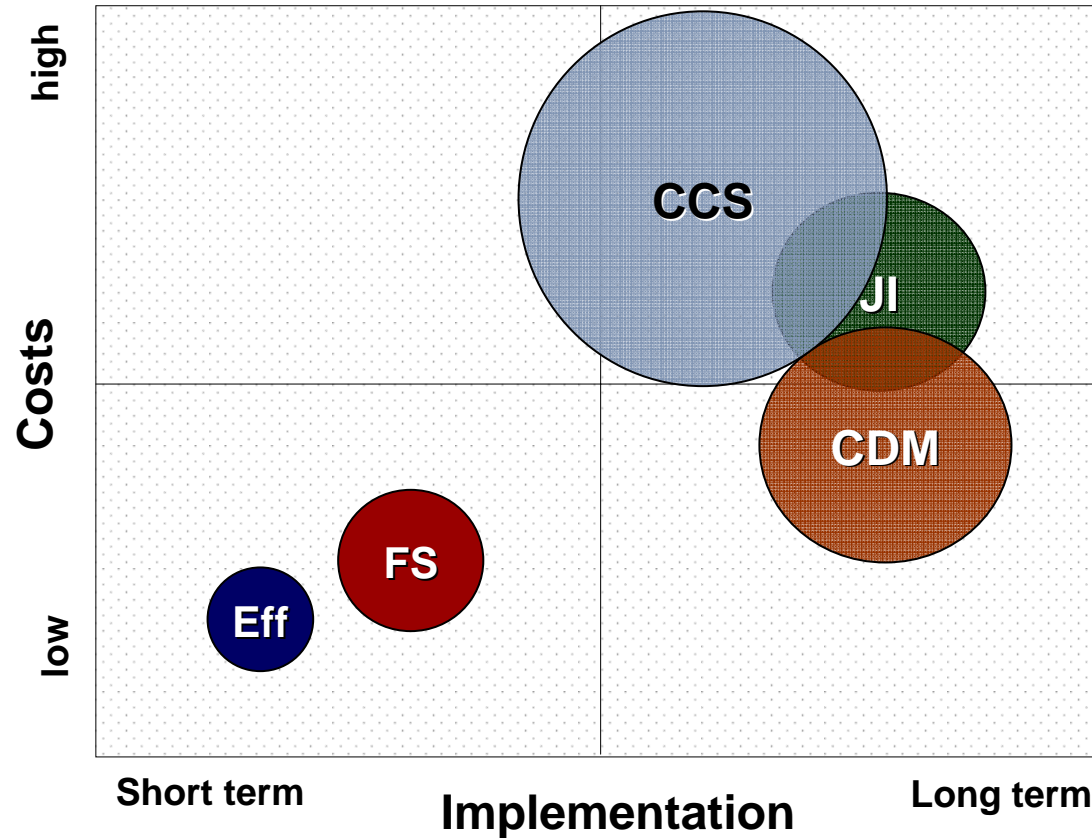 high
CCS
JI
Costs
CDM
FS
Eff
low
Short term
Implementation
Long term